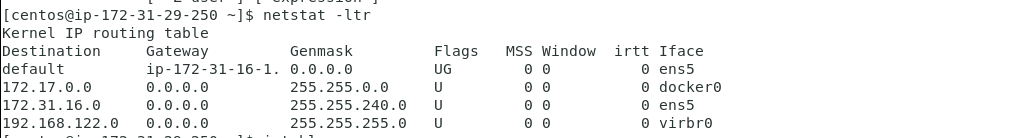 [centos@ip-172-31-29-250 ~]$ netstat -ltr
Kernel IP routing table
Destination     Gateway         Genmask         Flags   MSS Window  irtt Iface
default         ip-172-31-16-1. 0.0.0.0         UG        0 0          0 ens5
172.17.0.0      0.0.0.0         255.255.0.0     U         0 0          0 docker0
172.31.16.0     0.0.0.0         255.255.240.0   U         0 0          0 ens5
192.168.122.0   0.0.0.0         255.255.255.0   U         0 0          0 virbr0